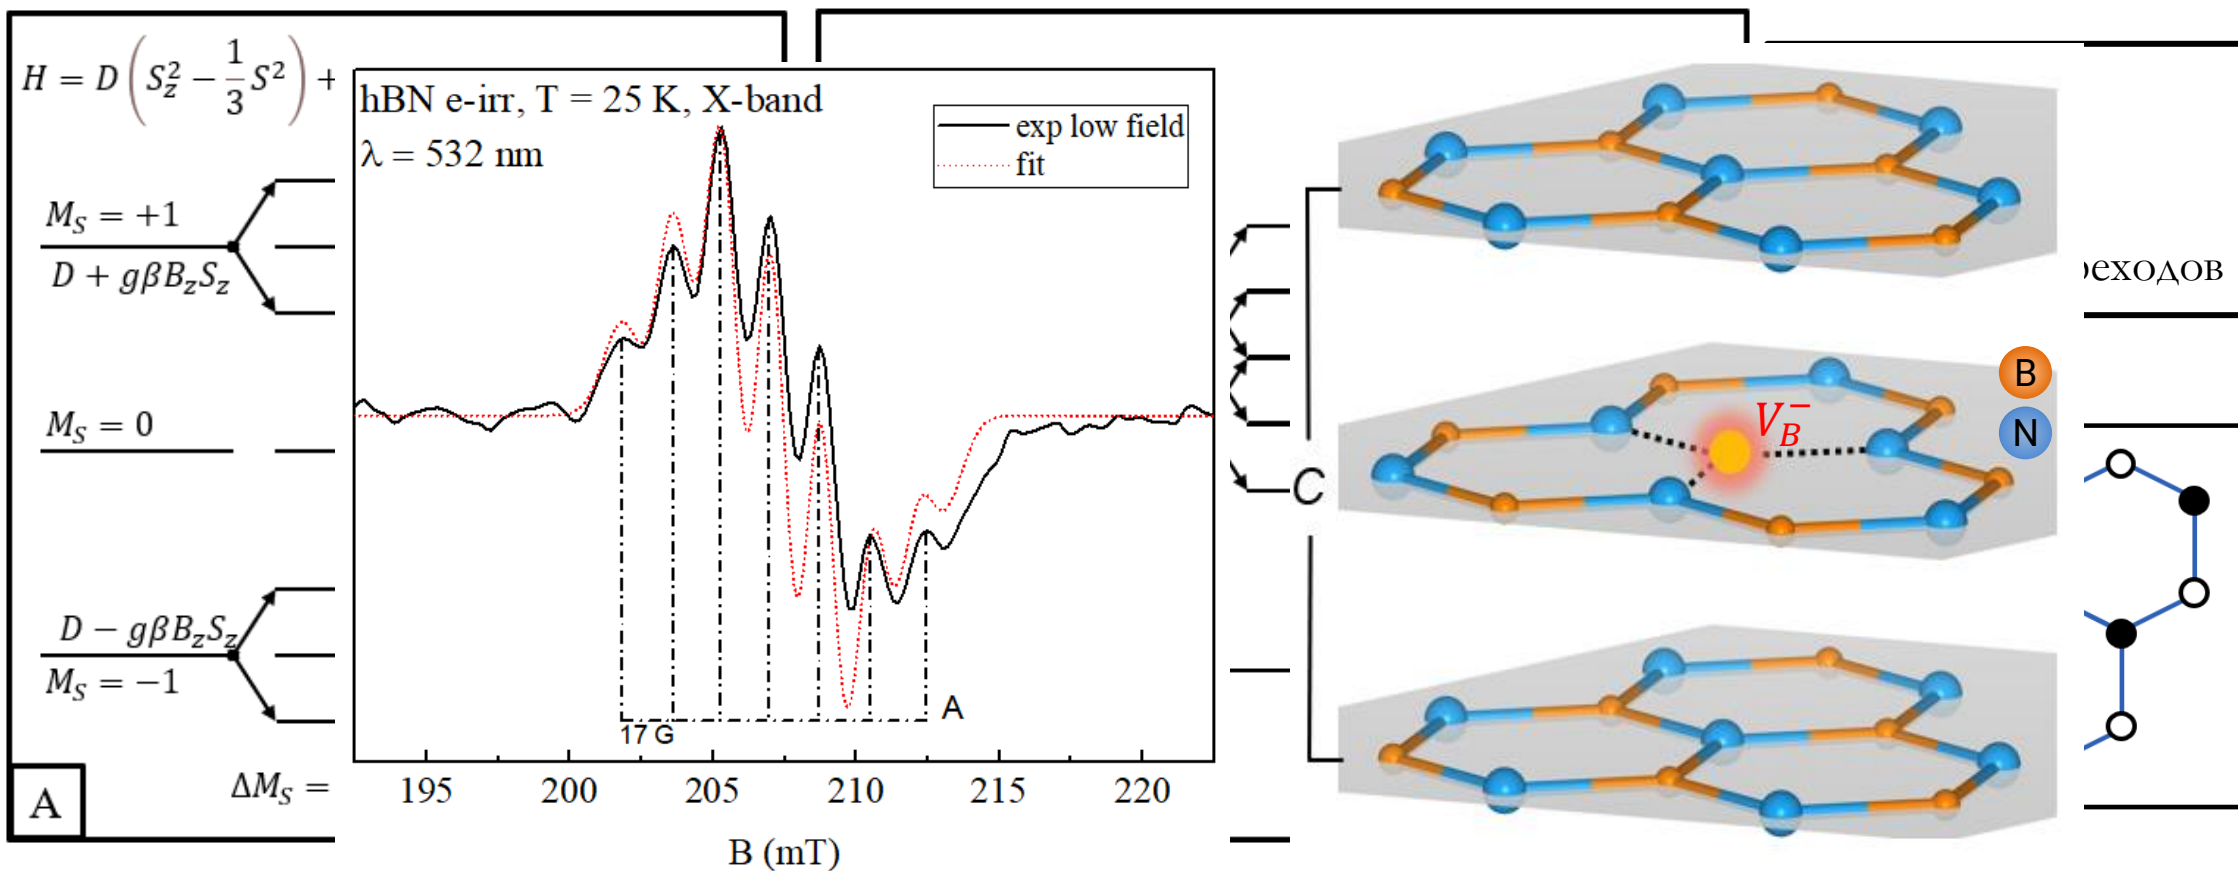 H = D(S_z^2 − 1/3 S^2) +
M_S = +1
D + gβB_zS_z
M_S = 0
D − gβB_zS_z
M_S = −1
ΔM_S =
A
hBN e-irr, T = 25 K, X-band
λ = 532 nm
exp low field
fit
A
17 G
195 200 205 210 215 220
B (mT)
C
V_B^−
B
N
реходов